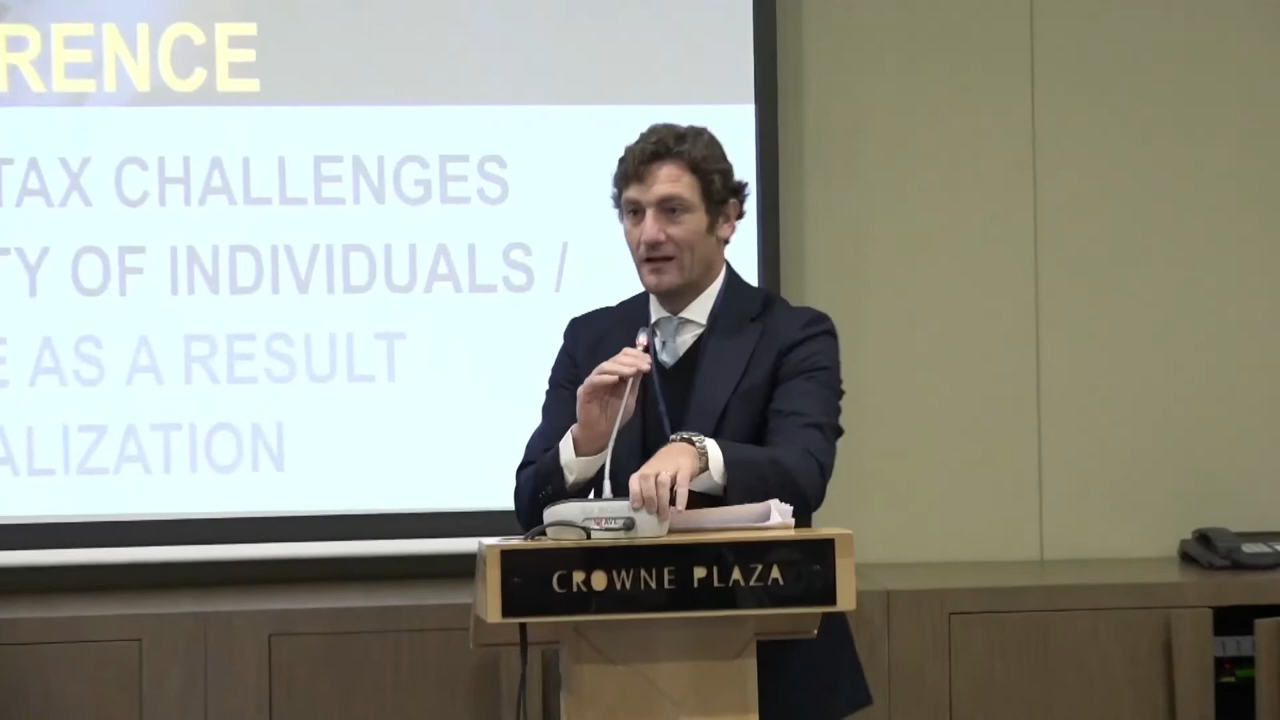 RENCE
TAX CHALLENGES
TY OF INDIVIDUALS /
E AS A RESULT
ALIZATION
CROWNE PLAZA